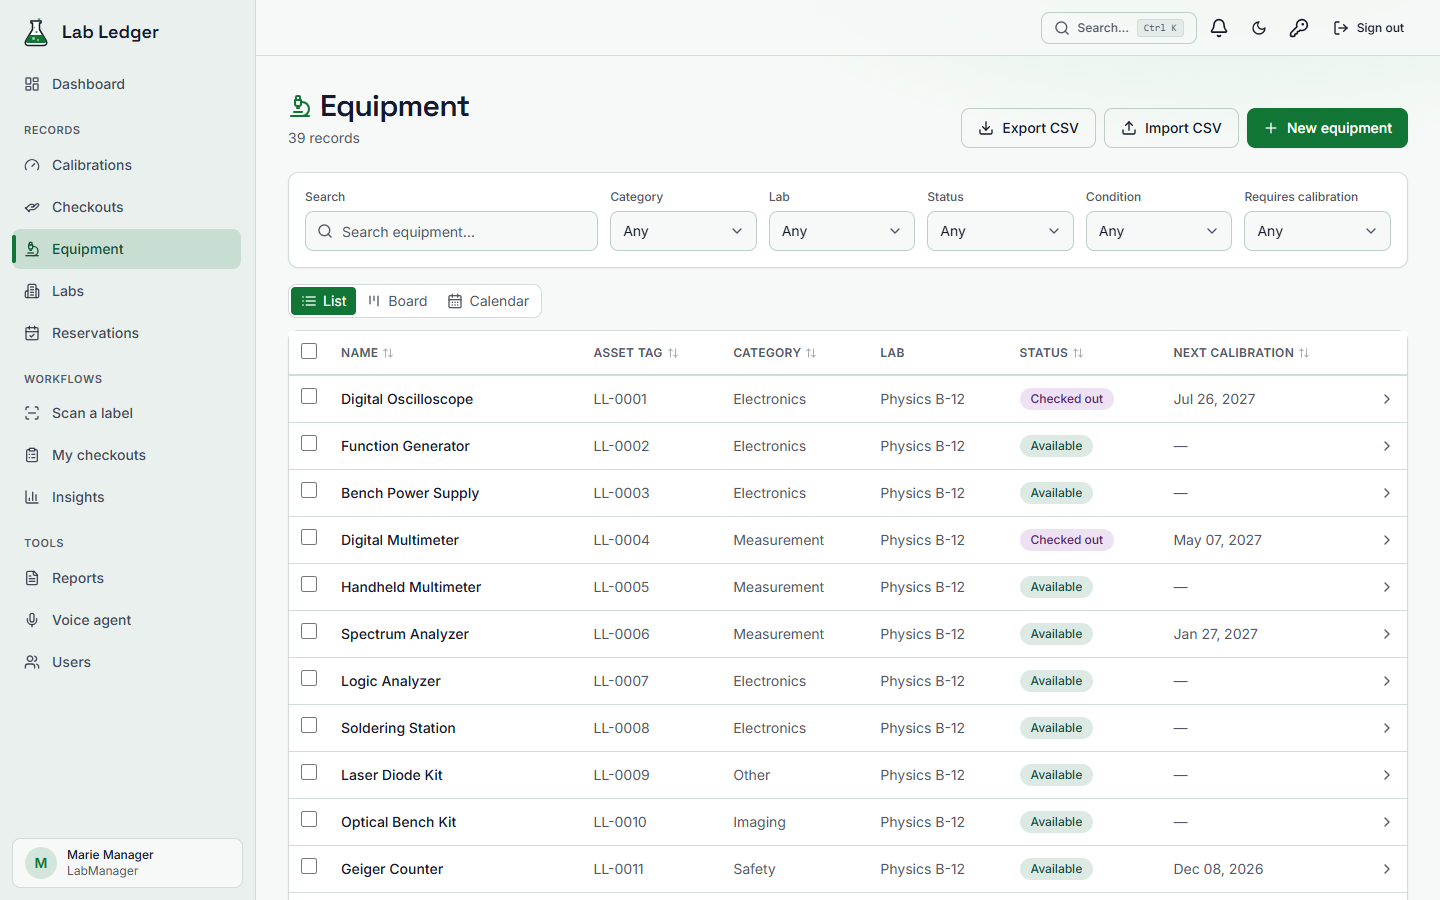 Lab Ledger
Search...
Ctrl K
Sign out
Dashboard
RECORDS
Calibrations
Checkouts
Equipment
Labs
Reservations
WORKFLOWS
Scan a label
My checkouts
Insights
TOOLS
Reports
Voice agent
Users
M
Marie Manager
LabManager
Equipment
39 records
Export CSV
Import CSV
New equipment
Search
Category
Lab
Status
Condition
Requires calibration
Search equipment...
Any
Any
Any
Any
Any
List
Board
Calendar
NAME ASSET TAG CATEGORY LAB STATUS NEXT CALIBRATION
Digital Oscilloscope LL-0001 Electronics Physics B-12 Checked out Jul 26, 2027
Function Generator LL-0002 Electronics Physics B-12 Available —
Bench Power Supply LL-0003 Electronics Physics B-12 Available —
Digital Multimeter LL-0004 Measurement Physics B-12 Checked out May 07, 2027
Handheld Multimeter LL-0005 Measurement Physics B-12 Available —
Spectrum Analyzer LL-0006 Measurement Physics B-12 Available Jan 27, 2027
Logic Analyzer LL-0007 Electronics Physics B-12 Available —
Soldering Station LL-0008 Electronics Physics B-12 Available —
Laser Diode Kit LL-0009 Other Physics B-12 Available —
Optical Bench Kit LL-0010 Imaging Physics B-12 Available —
Geiger Counter LL-0011 Safety Physics B-12 Available Dec 08, 2026